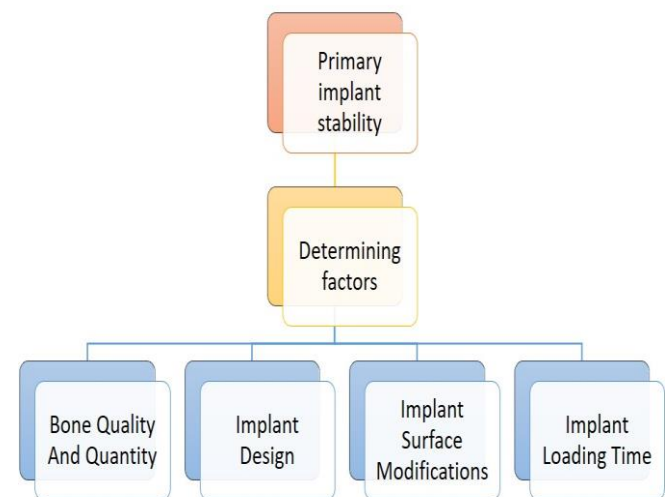 Primary
implant
stability
Determining
factors
Bone Quality
And Quantity
Implant
Design
Implant
Surface
Modifications
Implant
Loading Time